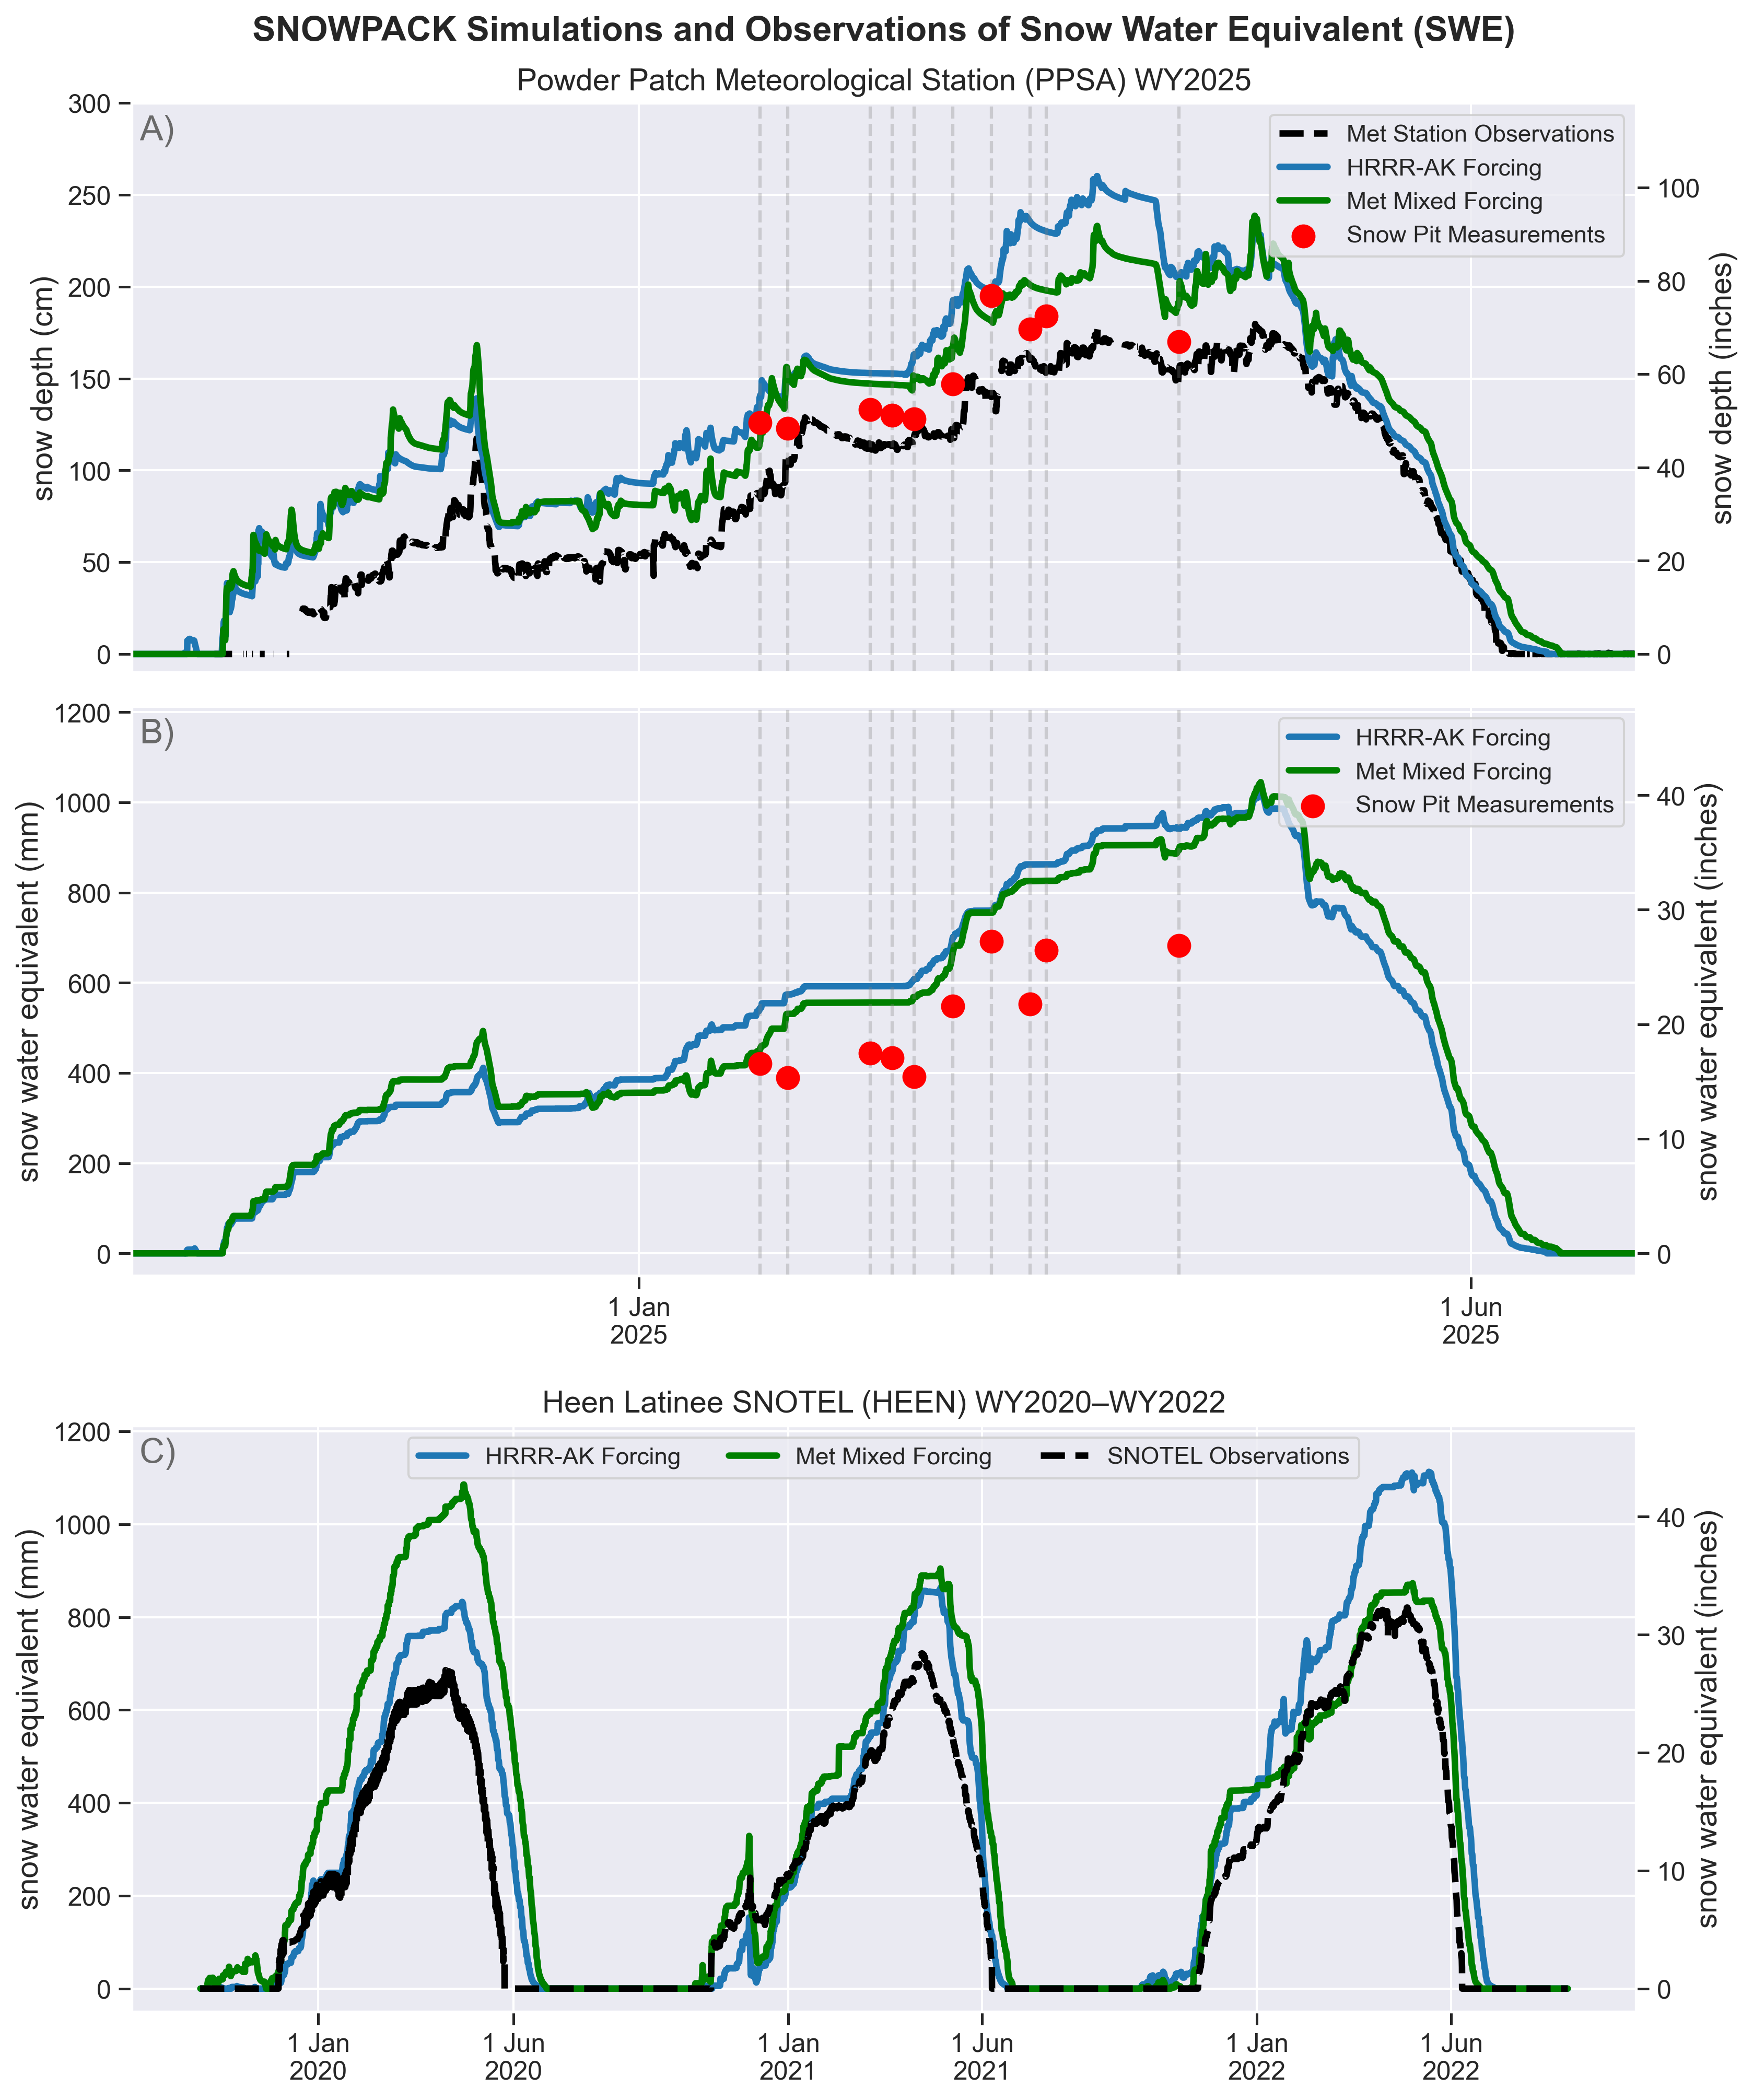 SNOWPACK Simulations and Observations of Snow Water Equivalent (SWE)
Powder Patch Meteorological Station (PPSA) WY2025
A)
Met Station Observations
HRRR-AK Forcing
Met Mixed Forcing
Snow Pit Measurements
snow depth (cm)
300
250
200
150
100
50
0
snow depth (inches)
100
80
60
40
20
0
B)
HRRR-AK Forcing
Met Mixed Forcing
Snow Pit Measurements
snow water equivalent (mm)
1200
1000
800
600
400
200
0
snow water equivalent (inches)
40
30
20
10
0
1 Jan
2025
1 Jun
2025
Heen Latinee SNOTEL (HEEN) WY2020–WY2022
C)
HRRR-AK Forcing
Met Mixed Forcing
SNOTEL Observations
snow water equivalent (mm)
1200
1000
800
600
400
200
0
snow water equivalent (inches)
40
30
20
10
0
1 Jan
2020
1 Jun
2020
1 Jan
2021
1 Jun
2021
1 Jan
2022
1 Jun
2022